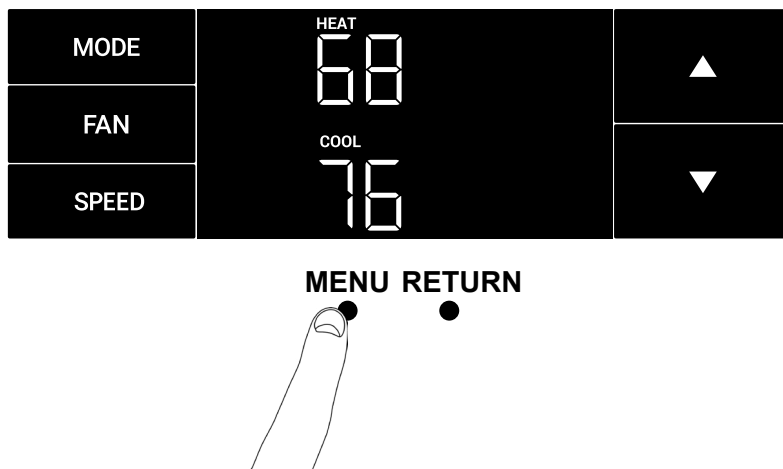 MODE
FAN
SPEED
HEAT
68
COOL
76
▲
▼
MENU RETURN